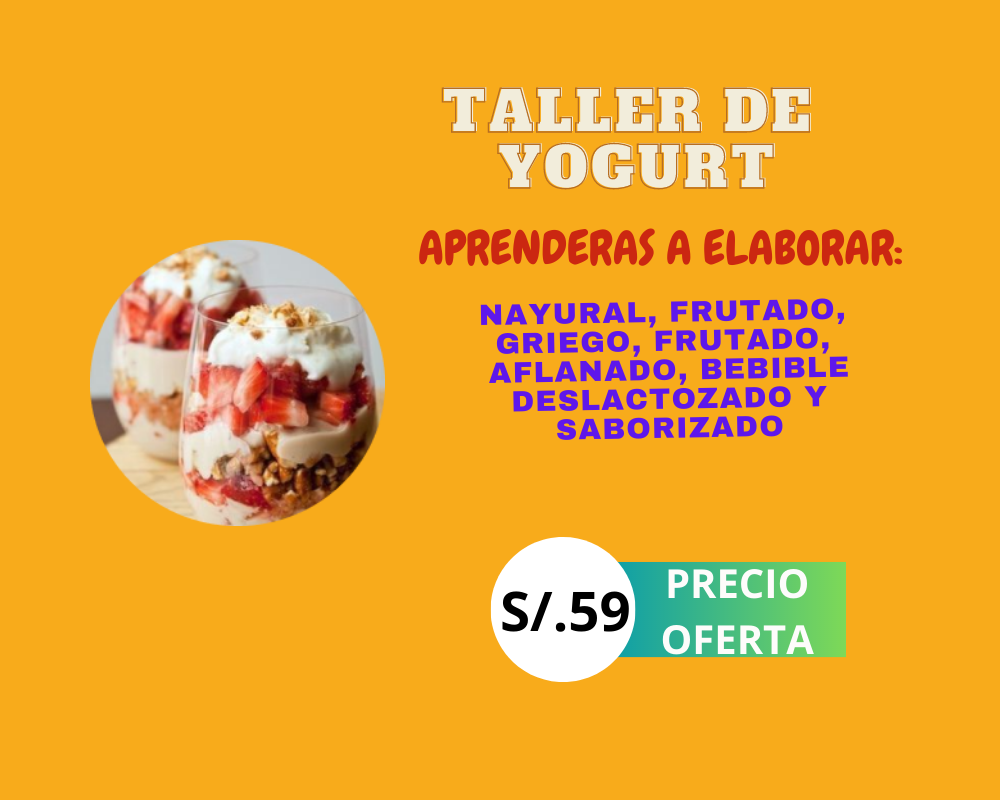 TALLER DE
YOGURT
APRENDERAS A ELABORAR:
NAYURAL, FRUTADO,
GRIEGO, FRUTADO,
AFLANADO, BEBIBLE
DESLACTOZADO Y
SABORIZADO
S/.59
PRECIO
OFERTA